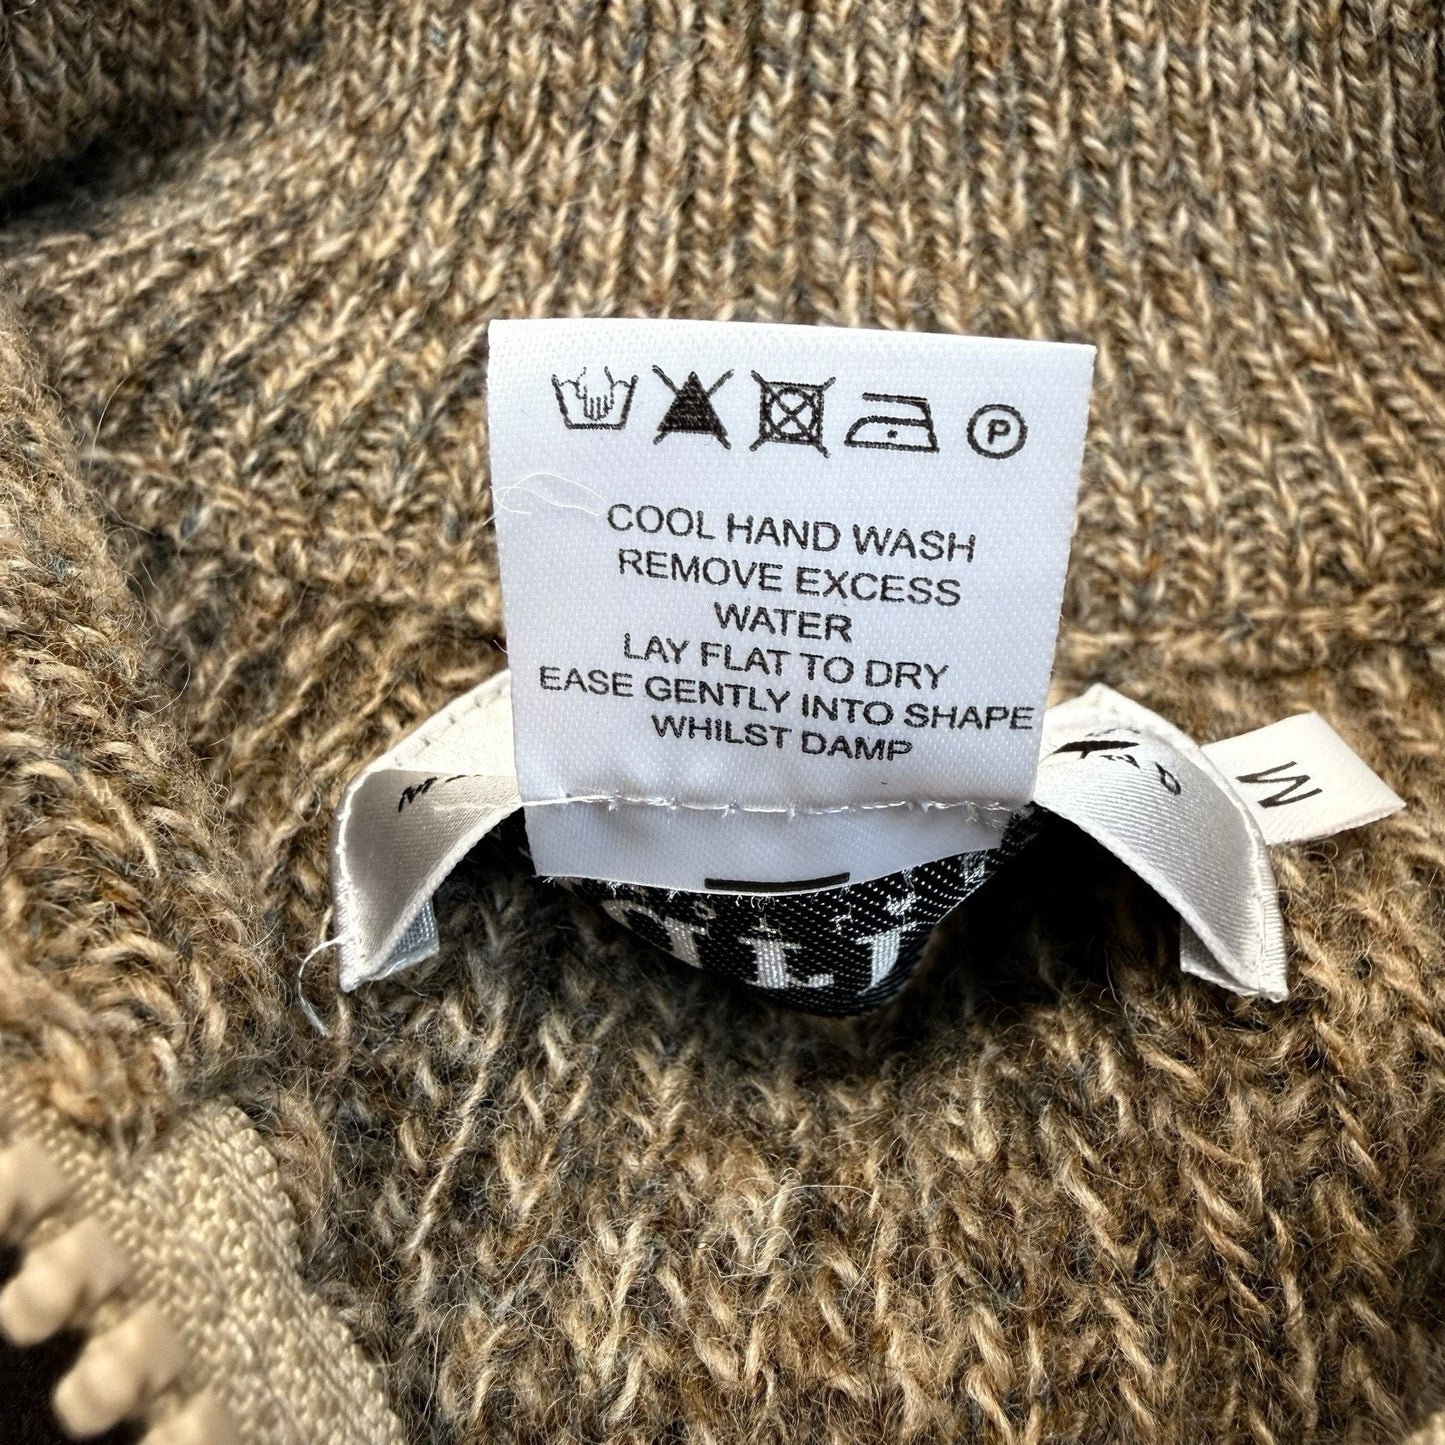 P
COOL HAND WASH
REMOVE EXCESS
WATER
LAY FLAT TO DRY
EASE GENTLY INTO SHAPE
WHILST DAMP
M